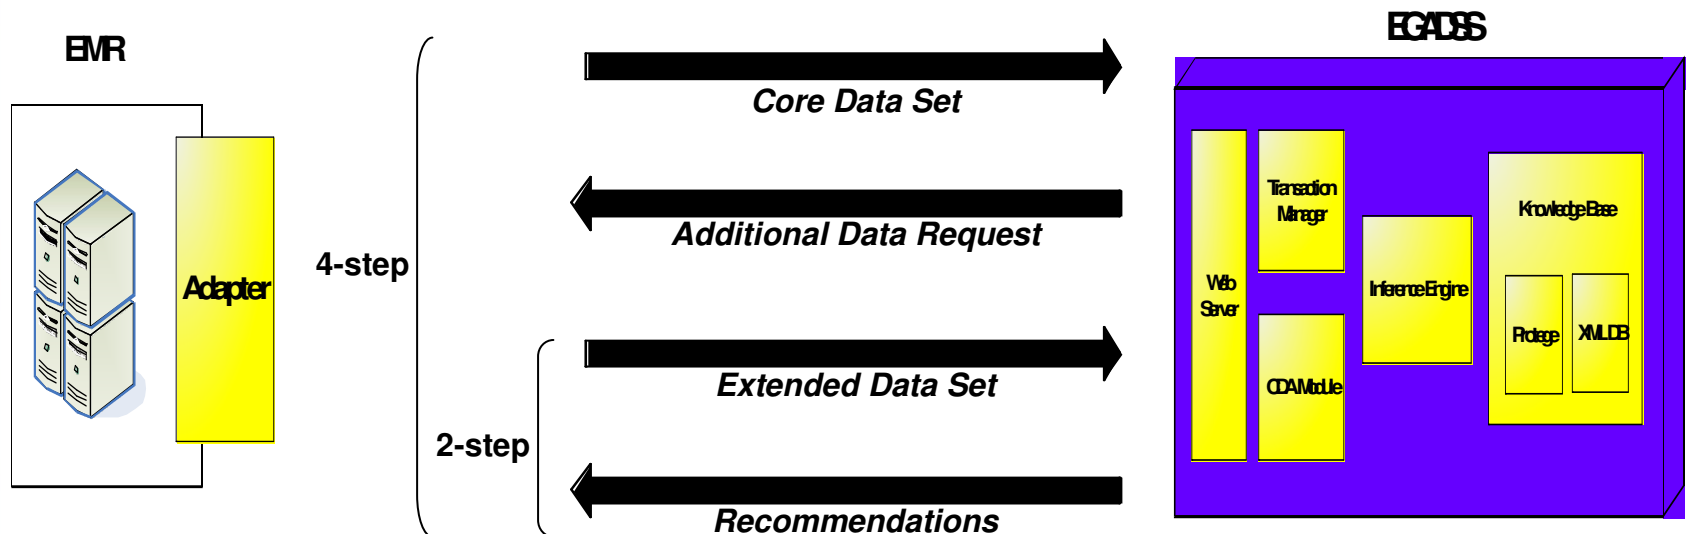 EMR
EGADSS
Core Data Set
Additional Data Request
4-step
Adapter
Extended Data Set
2-step
Recommendations
Web
Server
Transaction
Manager
CDA Module
Inference Engine
Knowledge Base
Protege
XML DB